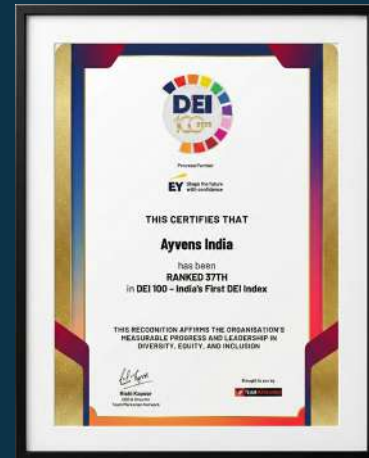 DEI
100
EY Shape the future
with confidence
THIS CERTIFIES THAT
Ayvens India
has been
RANKED 37TH
in DEI 100 – India's First DEI Index
THIS RECOGNITION AFFIRMS THE ORGANISATION'S
MEASURABLE PROGRESS AND LEADERSHIP IN
DIVERSITY, EQUITY, AND INCLUSION
Brought to you by